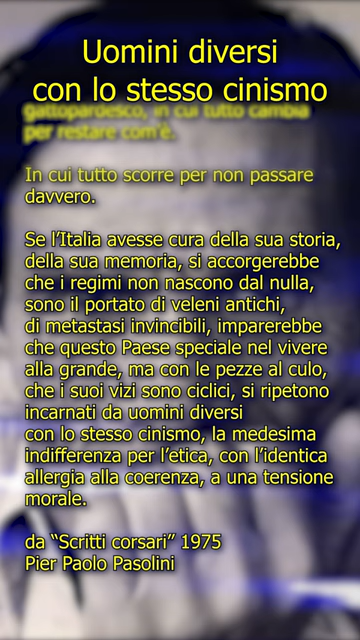 Uomini diversi
con lo stesso cinismo
gattopardesco, in cui tutto cambia
per restare com'è.
In cui tutto scorre per non passare
davvero.
Se l'Italia avesse cura della sua storia,
della sua memoria, si accorgerebbe
che i regimi non nascono dal nulla,
sono il portato di veleni antichi,
di metastasi invincibili, imparerebbe
che questo Paese speciale nel vivere
alla grande, ma con le pezze al culo,
che i suoi vizi sono ciclici, si ripetono
incarnati da uomini diversi
con lo stesso cinismo, la medesima
indifferenza per l'etica, con l'identica
allergia alla coerenza, a una tensione
morale.
da "Scritti corsari" 1975
Pier Paolo Pasolini